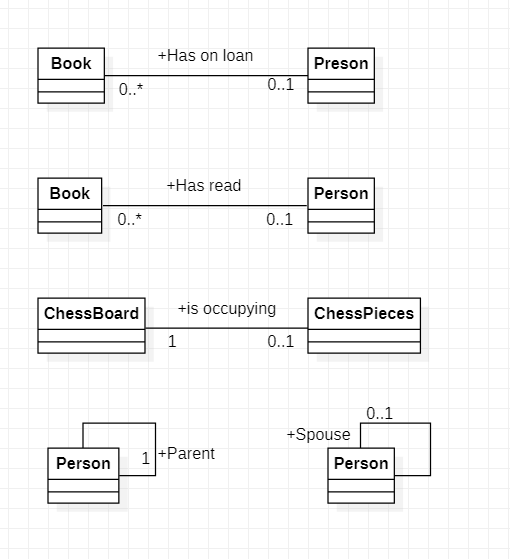 +Has on loan
Book
Preson
0..*
0..1
+Has read
Book
Person
0..*
0..1
+is occupying
ChessBoard
ChessPieces
1
0..1
0..1
+Spouse
Person
1
+Parent
Person